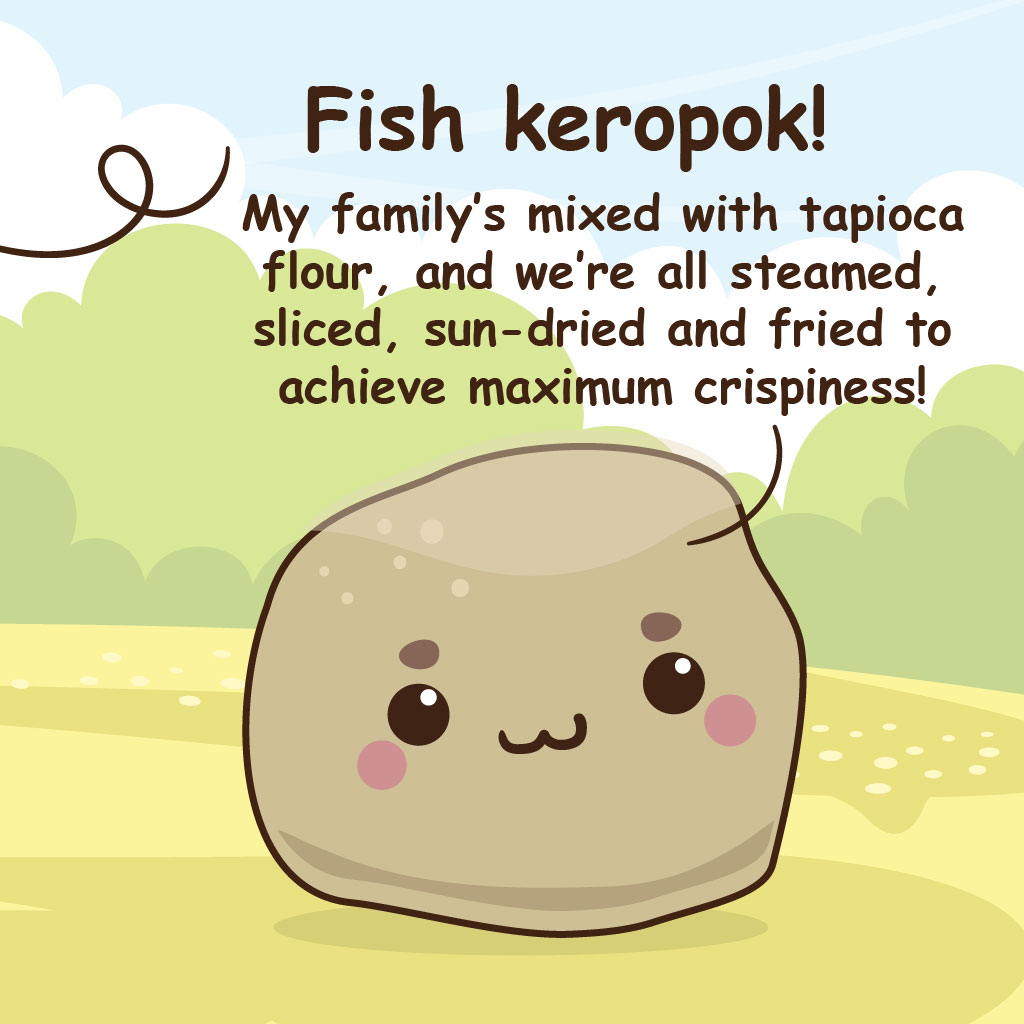 Fish keropok!
My family’s mixed with tapioca
flour, and we’re all steamed,
sliced, sun-dried and fried to
achieve maximum crispiness!